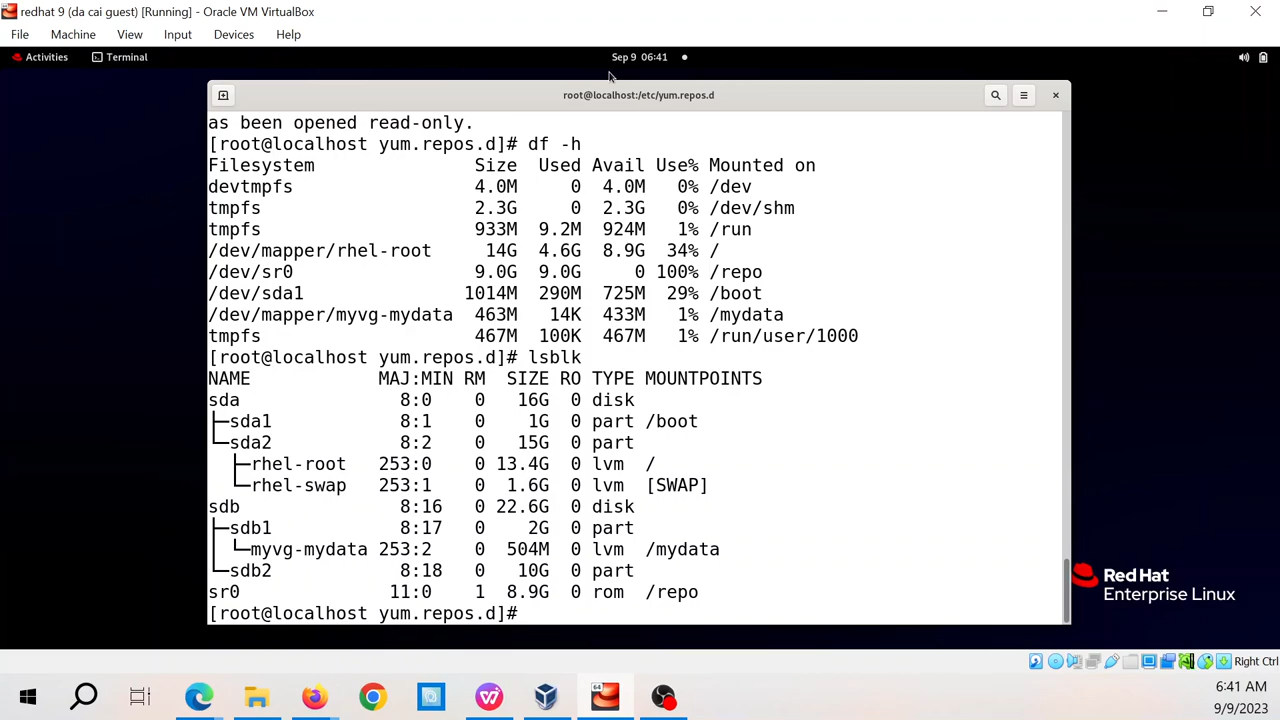 redhat 9 (da cai guest) [Running] - Oracle VM VirtualBox
File Machine View Input Devices Help
Activities Terminal Sep 9 06:41
root@localhost:/etc/yum.repos.d
as been opened read-only.
[root@localhost yum.repos.d]# df -h
Filesystem Size Used Avail Use% Mounted on
devtmpfs 4.0M 0 4.0M 0% /dev
tmpfs 2.3G 0 2.3G 0% /dev/shm
tmpfs 933M 9.2M 924M 1% /run
/dev/mapper/rhel-root 14G 4.6G 8.9G 34% /
/dev/sr0 9.0G 9.0G 0 100% /repo
/dev/sda1 1014M 290M 725M 29% /boot
/dev/mapper/myvg-mydata 463M 14K 433M 1% /mydata
tmpfs 467M 100K 467M 1% /run/user/1000
[root@localhost yum.repos.d]# lsblk
NAME MAJ:MIN RM SIZE RO TYPE MOUNTPOINTS
sda 8:0 0 16G 0 disk
├─sda1 8:1 0 1G 0 part /boot
└─sda2 8:2 0 15G 0 part
├─rhel-root 253:0 0 13.4G 0 lvm /
└─rhel-swap 253:1 0 1.6G 0 lvm [SWAP]
sdb 8:16 0 22.6G 0 disk
├─sdb1 8:17 0 2G 0 part
│ └─myvg-mydata 253:2 0 504M 0 lvm /mydata
└─sdb2 8:18 0 10G 0 part
sr0 11:0 1 8.9G 0 rom /repo
[root@localhost yum.repos.d]#
Red Hat
Enterprise Linux
Right Ctrl
64
6:41 AM
9/9/2023